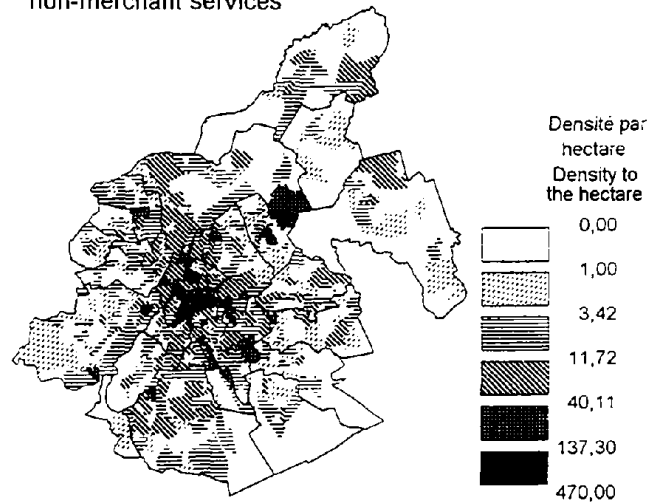 non-merchant services
Densité par
hectare
Density to
the hectare
0,00
1,00
3,42
11,72
40,11
137,30
470,00